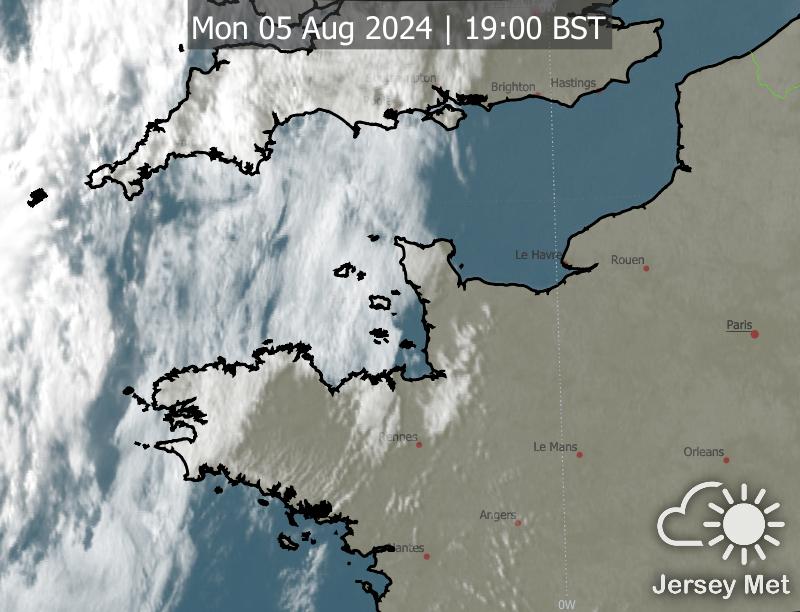 Mon 05 Aug 2024 | 19:00 BST
Southampton
Brighton
Hastings
Le Havre
Rouen
Paris
Rennes
Le Mans
Orleans
Angers
Nantes
0W
Jersey Met